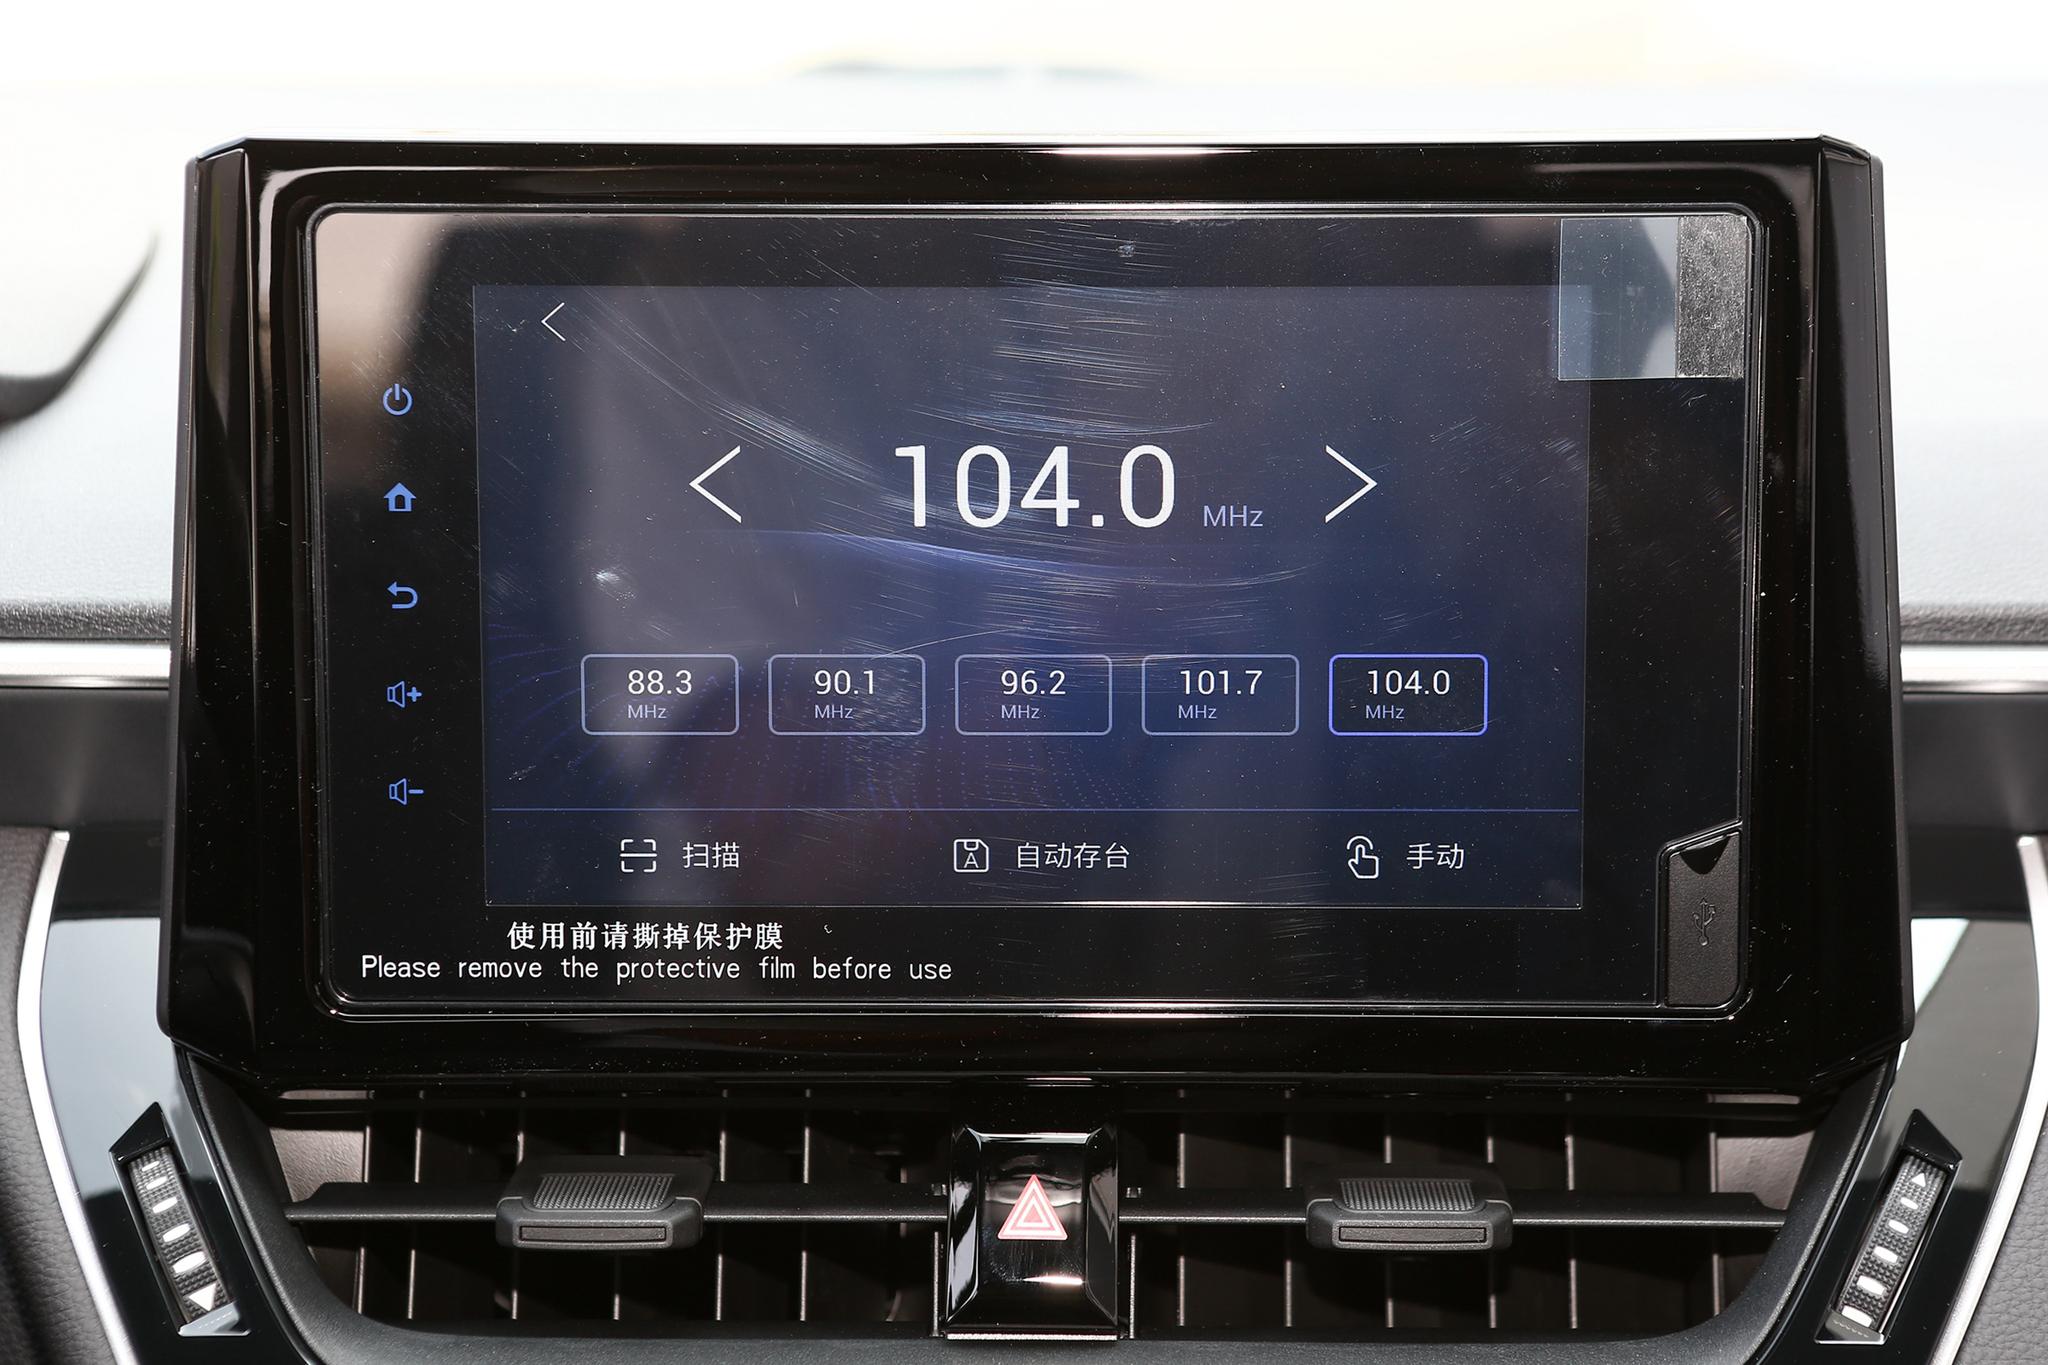 104.0 MHz
88.3 MHz
90.1 MHz
96.2 MHz
101.7 MHz
104.0 MHz
扫描
自动存台
手动
使用前请撕掉保护膜
Please remove the protective film before use